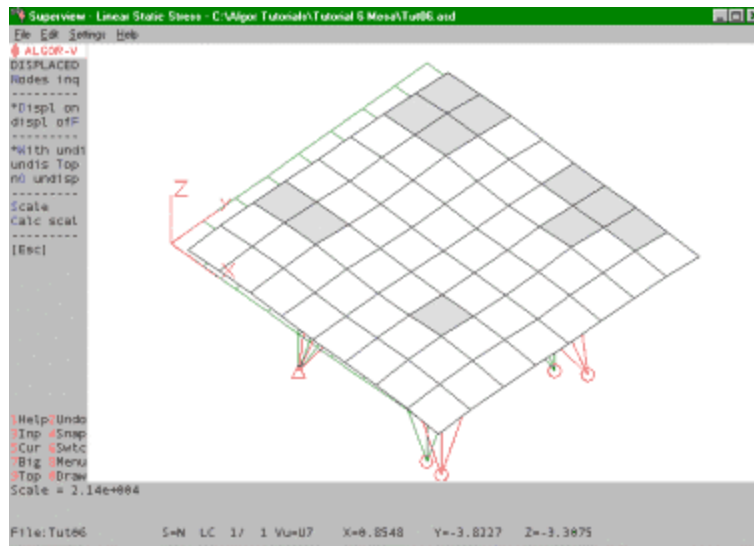 Superview - Linear Static Stress - C:\Algor Tutorials\Tutorial 6 Mesa\Tut06.asd
File Edit Settings Help
ALGOR-V
DISPLACED
Nodes inq
---------
*Displ on
displ ofF
---------
*With undi
undis Top
nO undisp
---------
Scale
Calc scal
---------
[Esc]
Z
Y
X
1Help2Undo
3Inp 4Snap
5Cur 6Swtc
7Big 8Menu
9Top 0Draw
Scale = 2.14e+004
File:Tut06 S=N LC 1/ 1 Vu=U7 X=0.8548 Y=-3.8227 Z=-3.3075